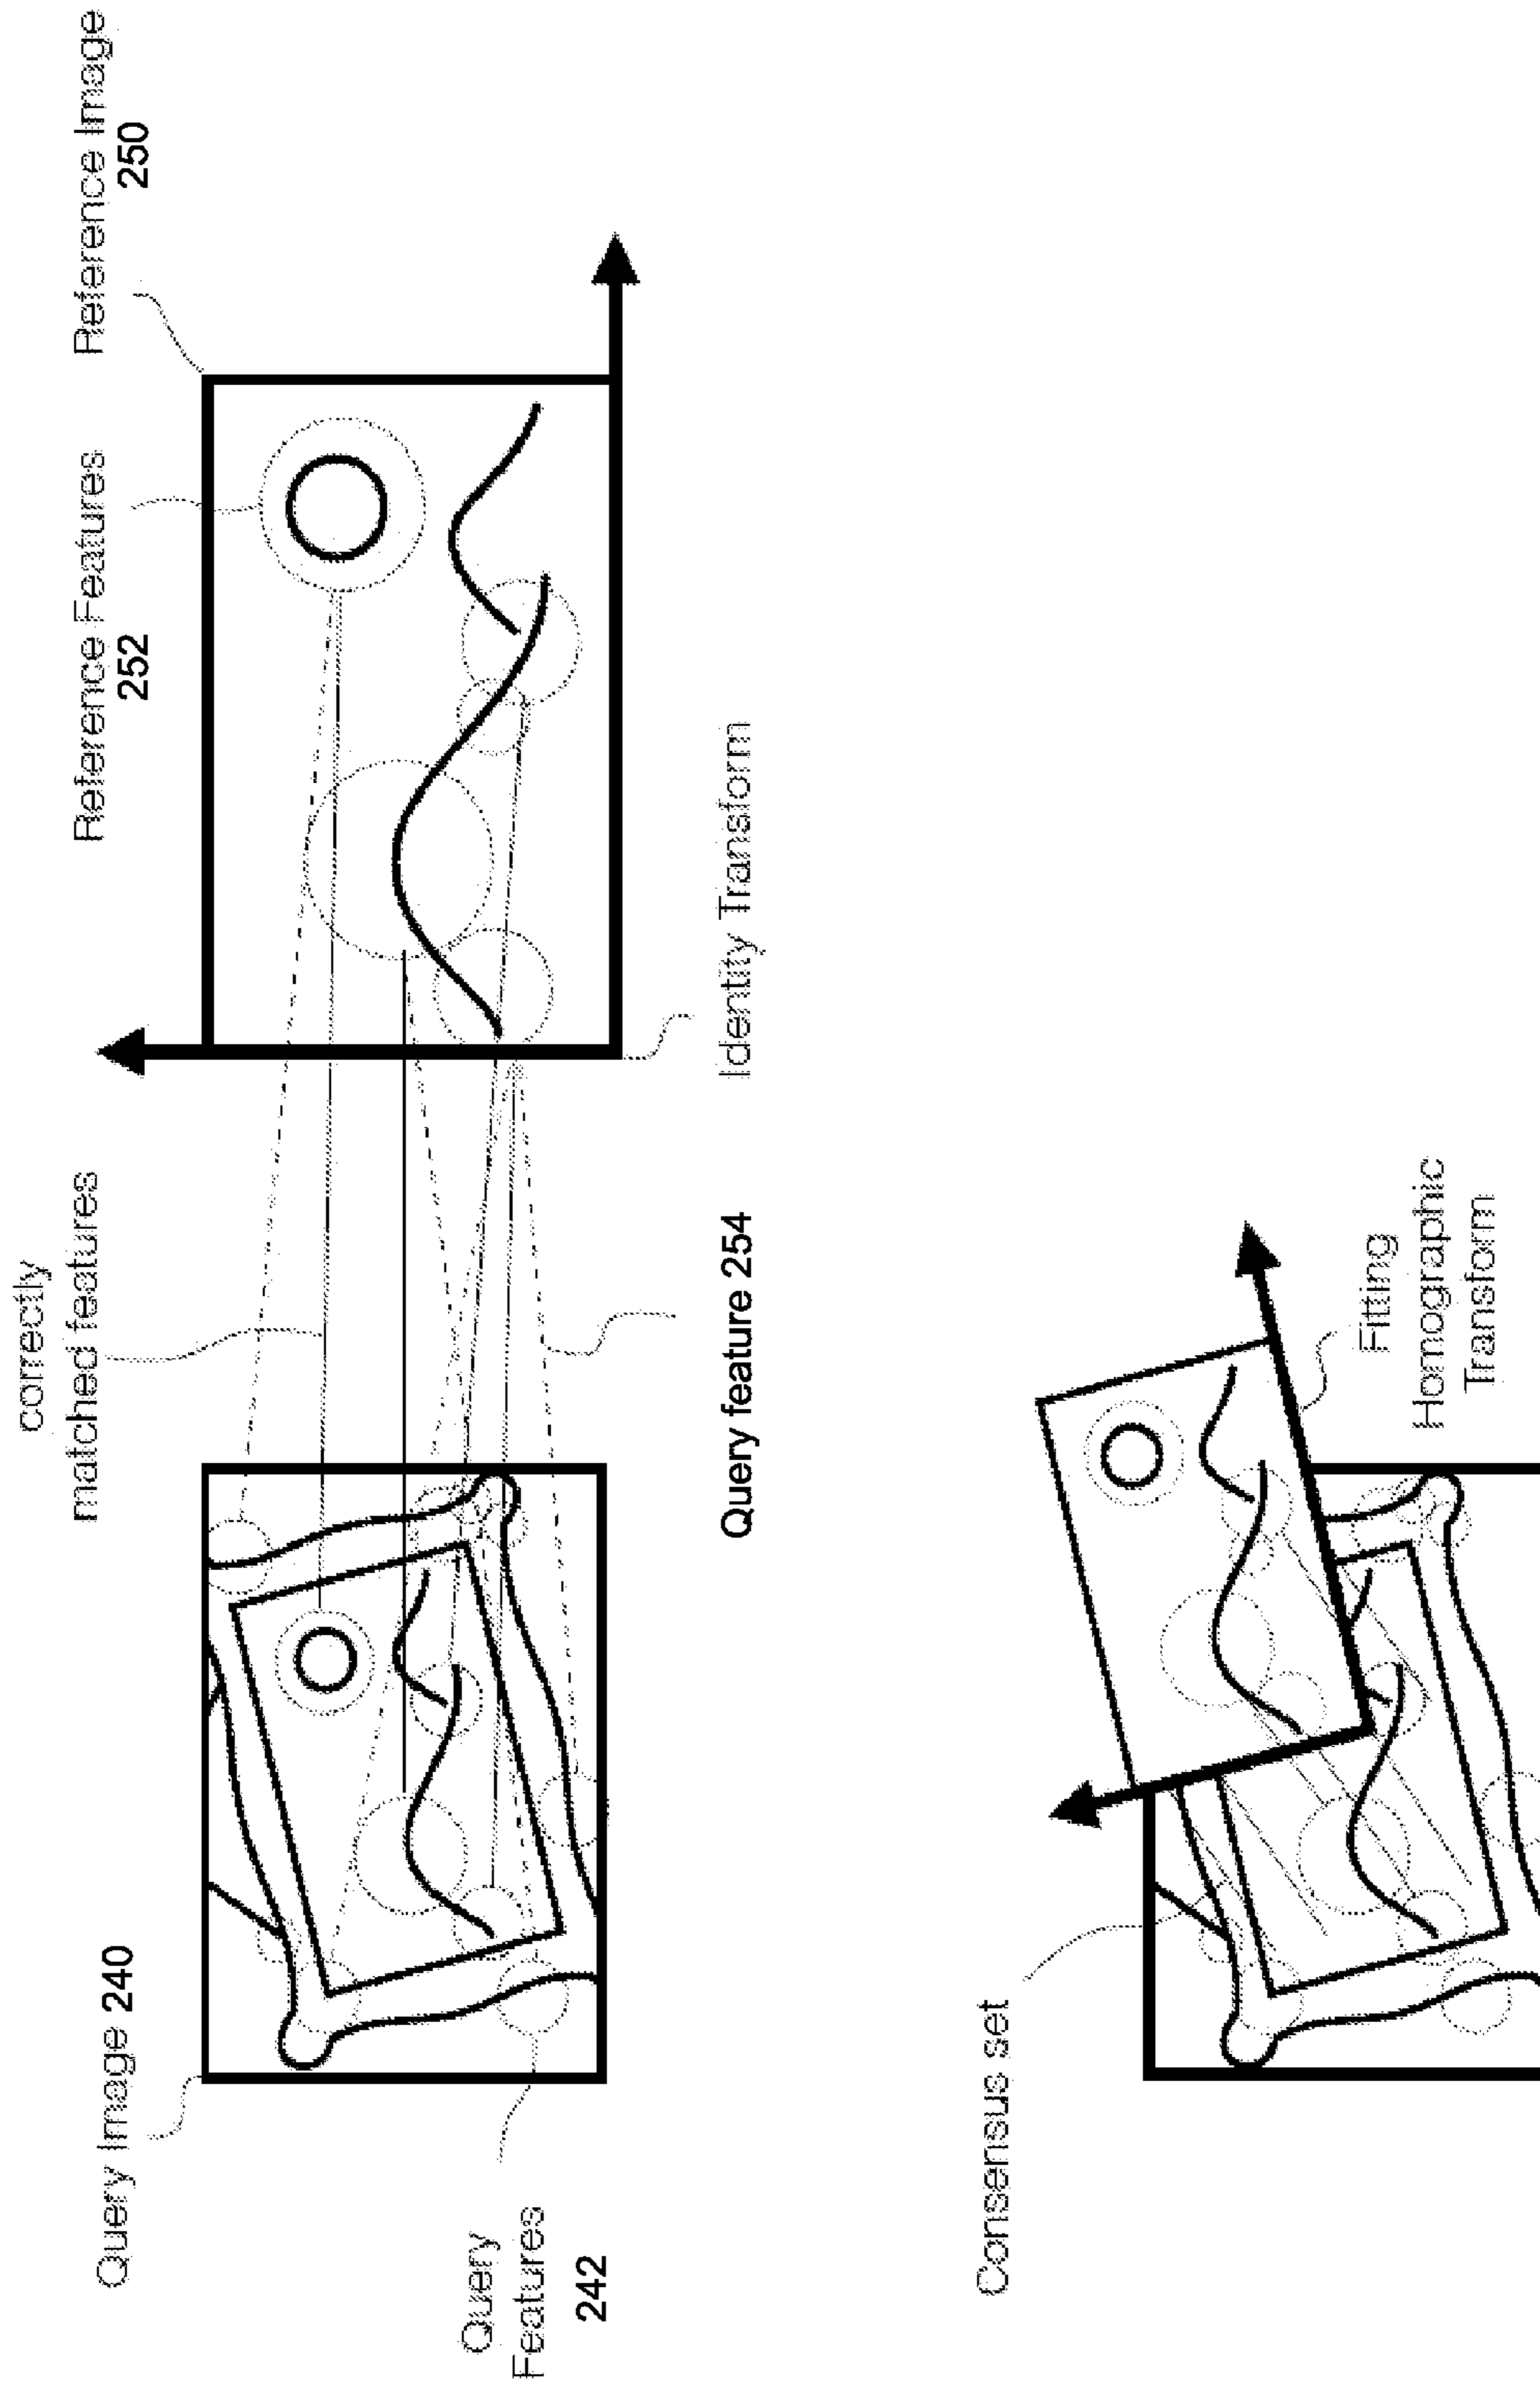 Query Image 240
correctly
matched features
Reference Features
252
Reference Image
250
Query
Features
242
Query feature 254
Identity Transform
Consensus set
Fitting
Homographic
Transform